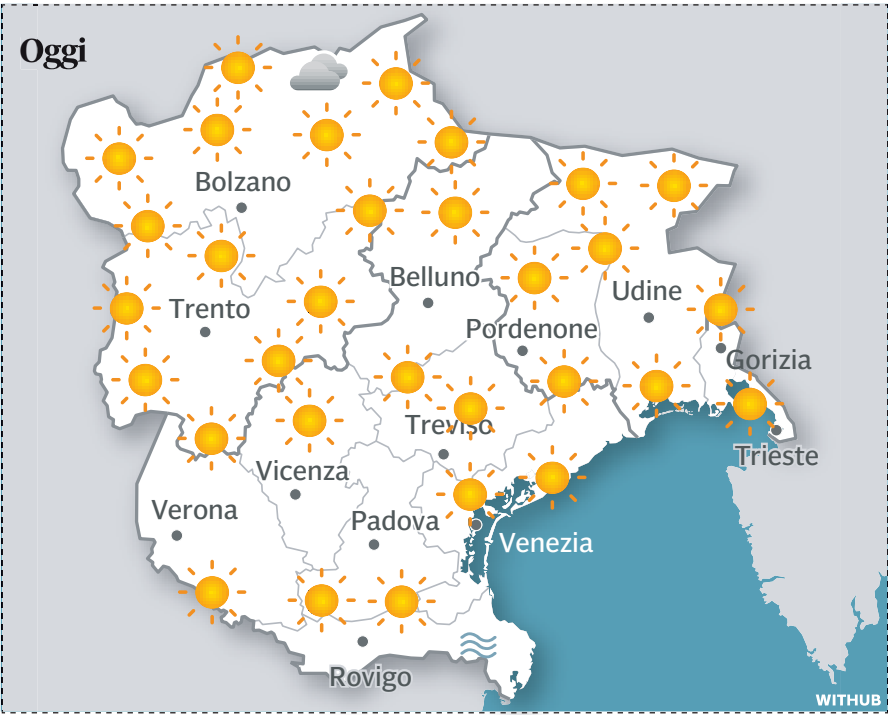 Oggi
Bolzano
Belluno
Udine
Trento
Pordenone
Gorizia
Treviso
Trieste
Vicenza
Verona
Padova
Venezia
Rovigo
WITHUB